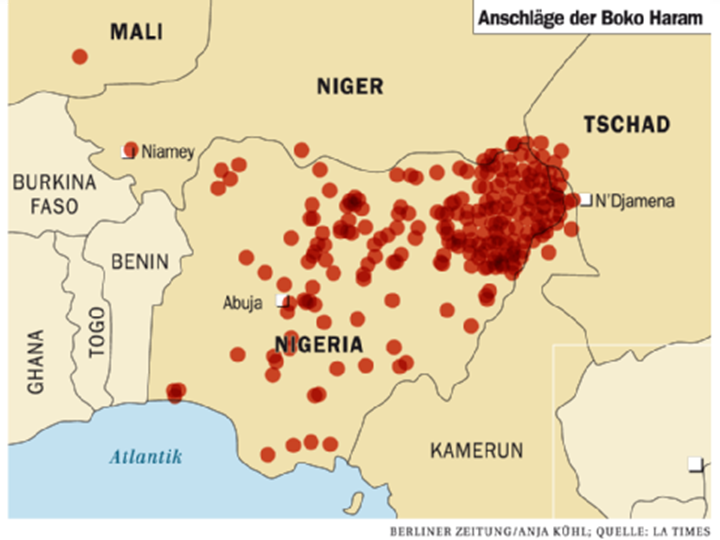 Anschläge der Boko Haram
MALI
NIGER
TSCHAD
Niamey
BURKINA
FASO
N'Djamena
BENIN
Abuja
TOGO
GHANA
NIGERIA
Atlantik
KAMERUN
BERLINER ZEITUNG/ANJA KÜHL; QUELLE: LA TIMES